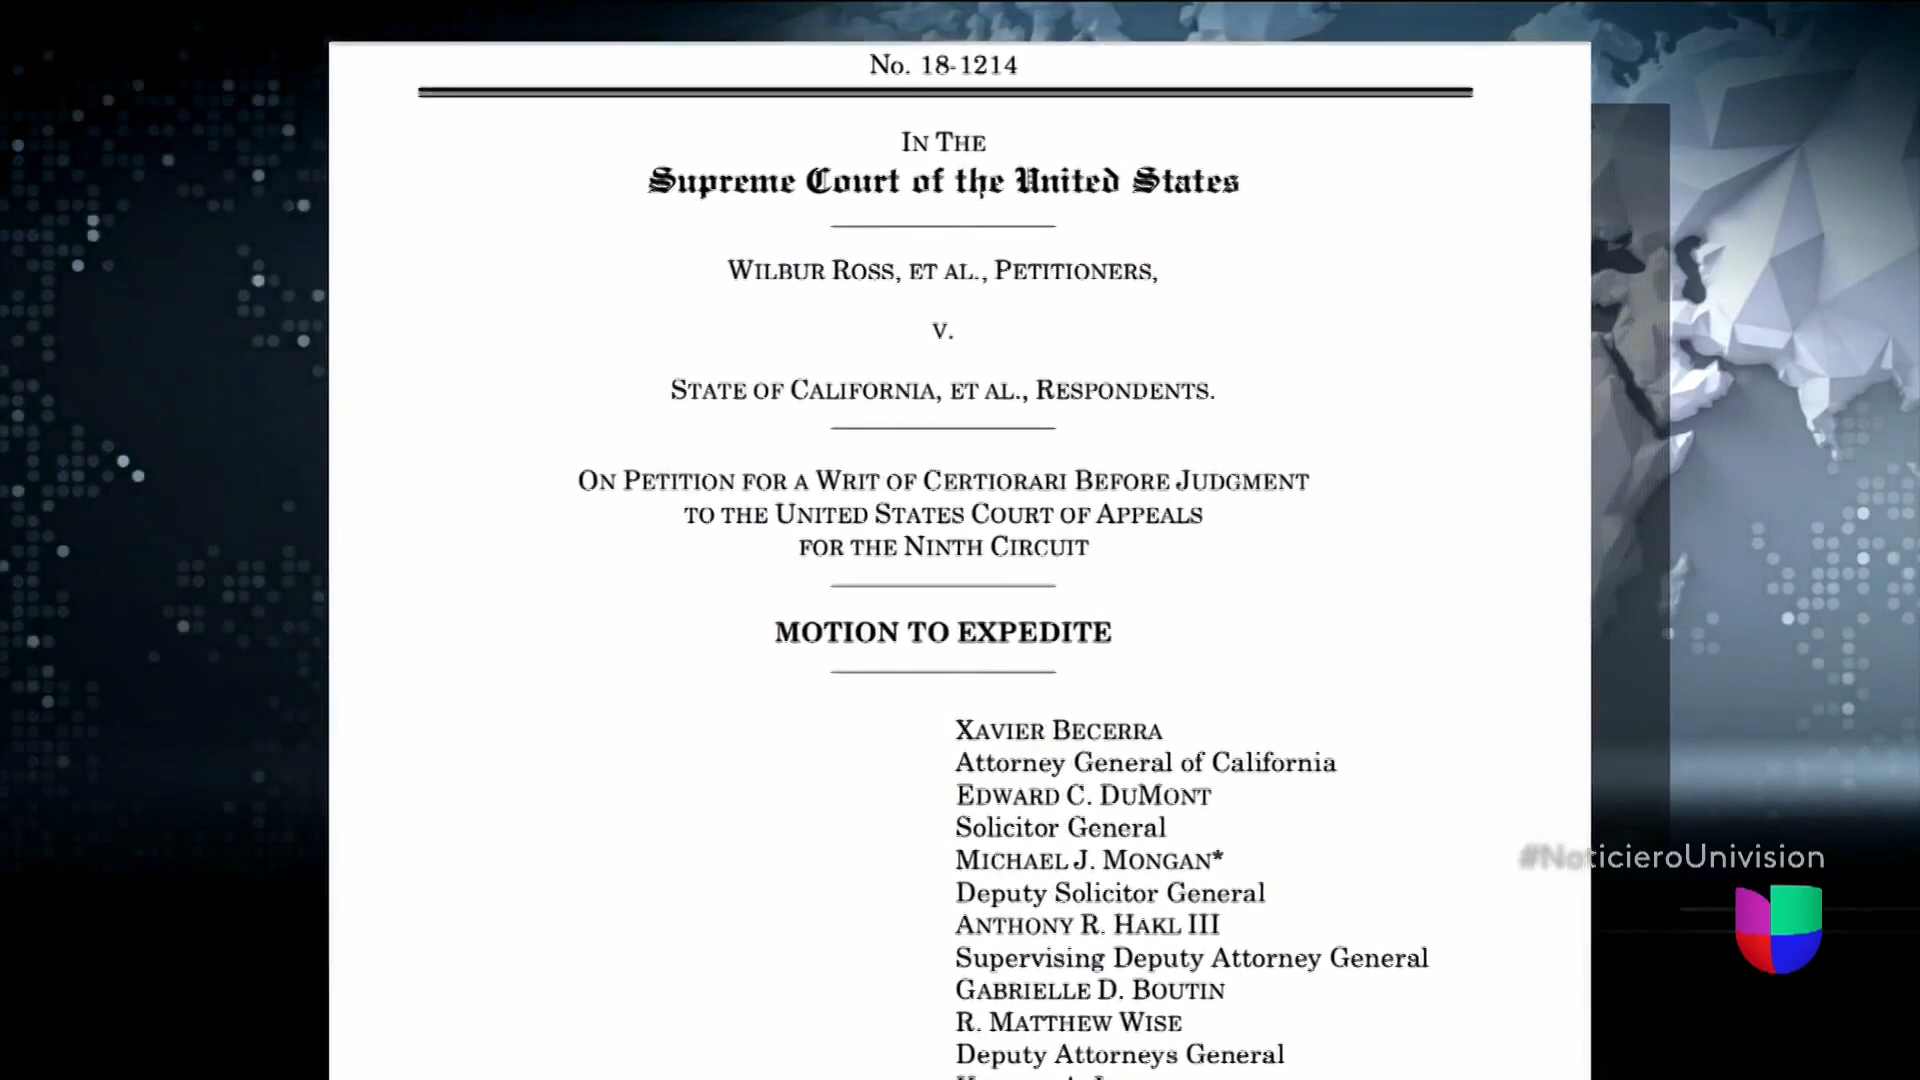 No. 18-1214
IN THE
Supreme Court of the United States
WILBUR ROSS, ET AL., PETITIONERS,
V.
STATE OF CALIFORNIA, ET AL., RESPONDENTS.
ON PETITION FOR A WRIT OF CERTIORARI BEFORE JUDGMENT
TO THE UNITED STATES COURT OF APPEALS
FOR THE NINTH CIRCUIT
MOTION TO EXPEDITE
XAVIER BECERRA
Attorney General of California
EDWARD C. DUMONT
Solicitor General
MICHAEL J. MONGAN*
Deputy Solicitor General
ANTHONY R. HAKL III
Supervising Deputy Attorney General
GABRIELLE D. BOUTIN
R. MATTHEW WISE
Deputy Attorneys General
#NoticieroUnivision